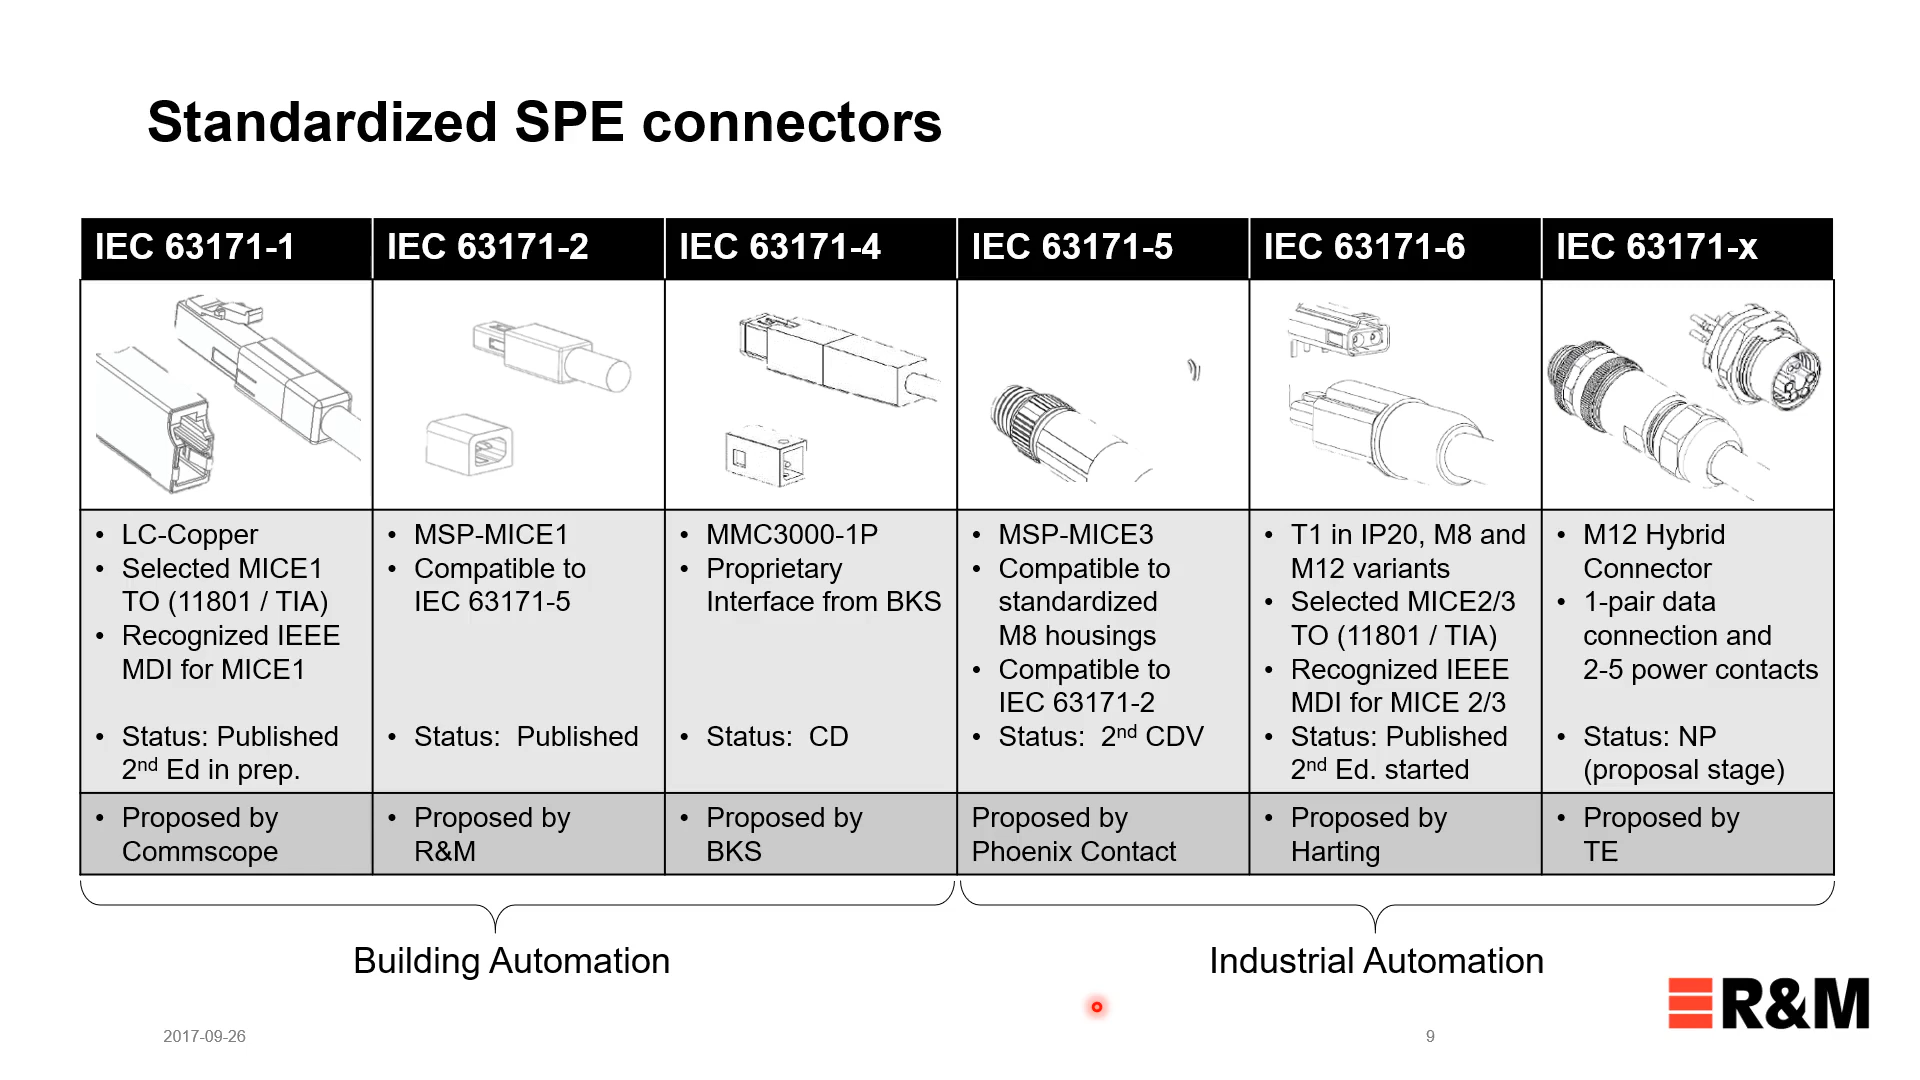 Standardized SPE connectors
IEC 63171-1
IEC 63171-2
IEC 63171-4
IEC 63171-5
IEC 63171-6
IEC 63171-x
• LC-Copper
• Selected MICE1
TO (11801 / TIA)
• Recognized IEEE
MDI for MICE1
• Status: Published
2nd Ed in prep.
• MSP-MICE1
• Compatible to
IEC 63171-5
• Status: Published
• MMC3000-1P
• Proprietary
Interface from BKS
• Status: CD
• MSP-MICE3
• Compatible to
standardized
M8 housings
• Compatible to
IEC 63171-2
• Status: 2nd CDV
• T1 in IP20, M8 and
M12 variants
• Selected MICE2/3
TO (11801 / TIA)
• Recognized IEEE
MDI for MICE 2/3
• Status: Published
2nd Ed. started
• M12 Hybrid
Connector
• 1-pair data
connection and
2-5 power contacts
• Status: NP
(proposal stage)
• Proposed by
Commscope
• Proposed by
R&M
• Proposed by
BKS
Proposed by
Phoenix Contact
• Proposed by
Harting
• Proposed by
TE
Building Automation
Industrial Automation
R&M
2017-09-26
9